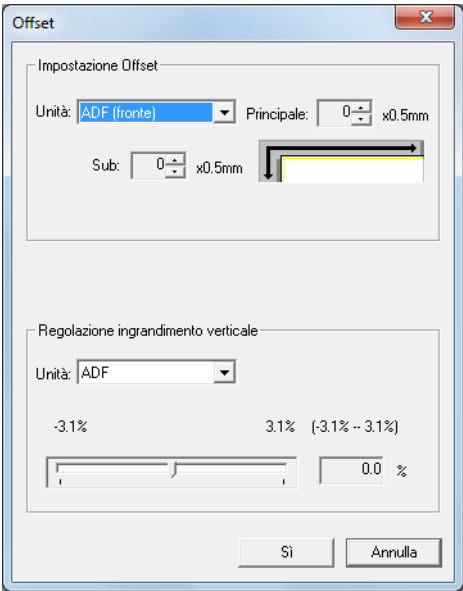 Offset
Impostazione Offset
Unità: ADF (fronte) Principale: 0 x0.5mm
Sub: 0 x0.5mm
Regolazione ingrandimento verticale
Unità: ADF
-3.1% 3.1% (-3.1% -- 3.1%)
0.0 %
Sì Annulla